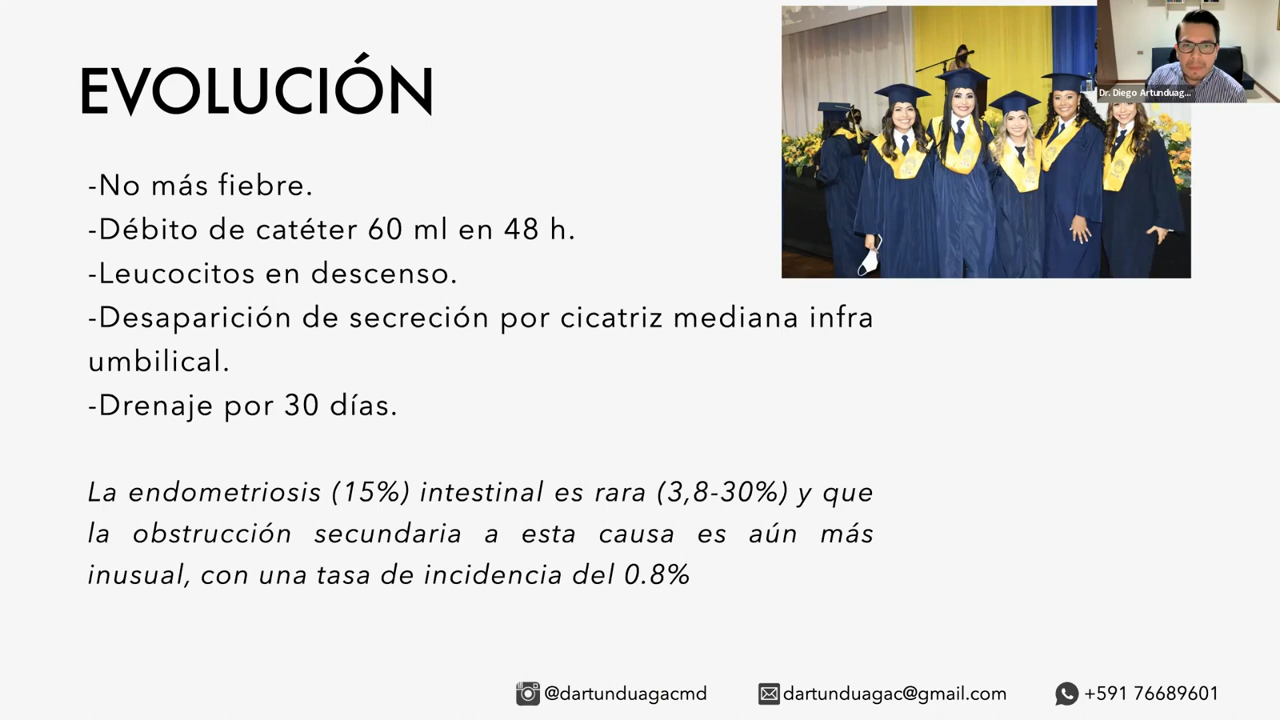 EVOLUCIÓN
Dr. Diego Artunduag...
-No más fiebre.
-Débito de catéter 60 ml en 48 h.
-Leucocitos en descenso.
-Desaparición de secreción por cicatriz mediana infra
umbilical.
-Drenaje por 30 días.
La endometriosis (15%) intestinal es rara (3,8-30%) y que
la obstrucción secundaria a esta causa es aún más
inusual, con una tasa de incidencia del 0.8%
@dartunduagacmd
dartunduagac@gmail.com
+591 76689601